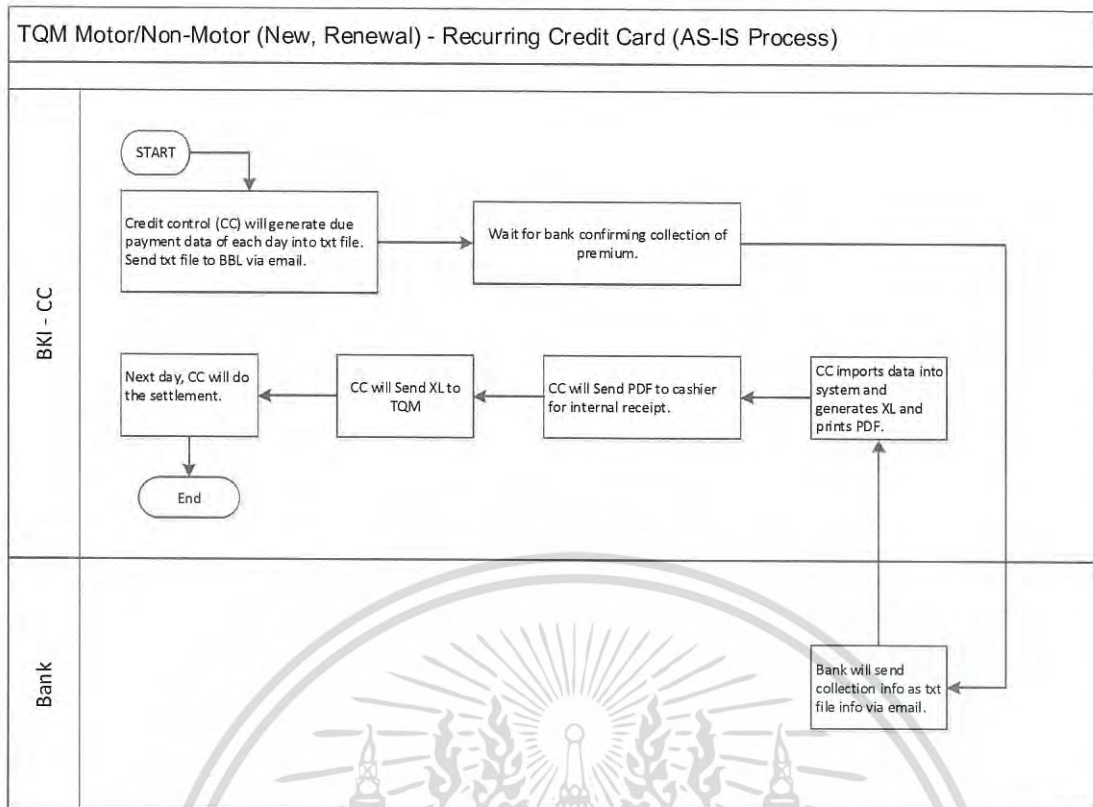 TQM Motor/Non-Motor (New, Renewal) - Recurring Credit Card (AS-IS Process)
BKI - CC
START
Credit control (CC) will generate due
payment data of each day into txt file.
Send txt file to BBL via email.
Wait for bank confirming collection of
premium.
Next day, CC will do
the settlement.
CC will Send XL to
TQM
CC will Send PDF to cashier
for internal receipt.
CC imports data into
system and
generates XL and
prints PDF.
End
Bank
Bank will send
collection info as txt
file info via email.